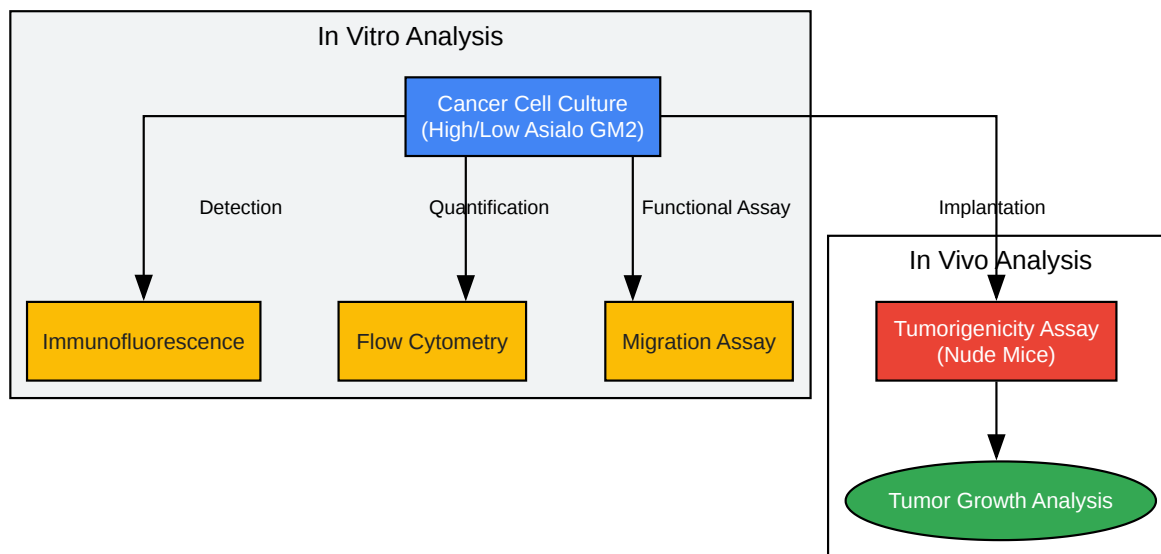 In Vitro Analysis
Cancer Cell Culture
(High/Low Asialo GM2)
Detection
Quantification
Functional Assay
Implantation
In Vivo Analysis
Immunofluorescence
Flow Cytometry
Migration Assay
Tumorigenicity Assay
(Nude Mice)
Tumor Growth Analysis